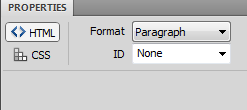 PROPERTIES
<> HTML Format Paragraph
CSS ID None